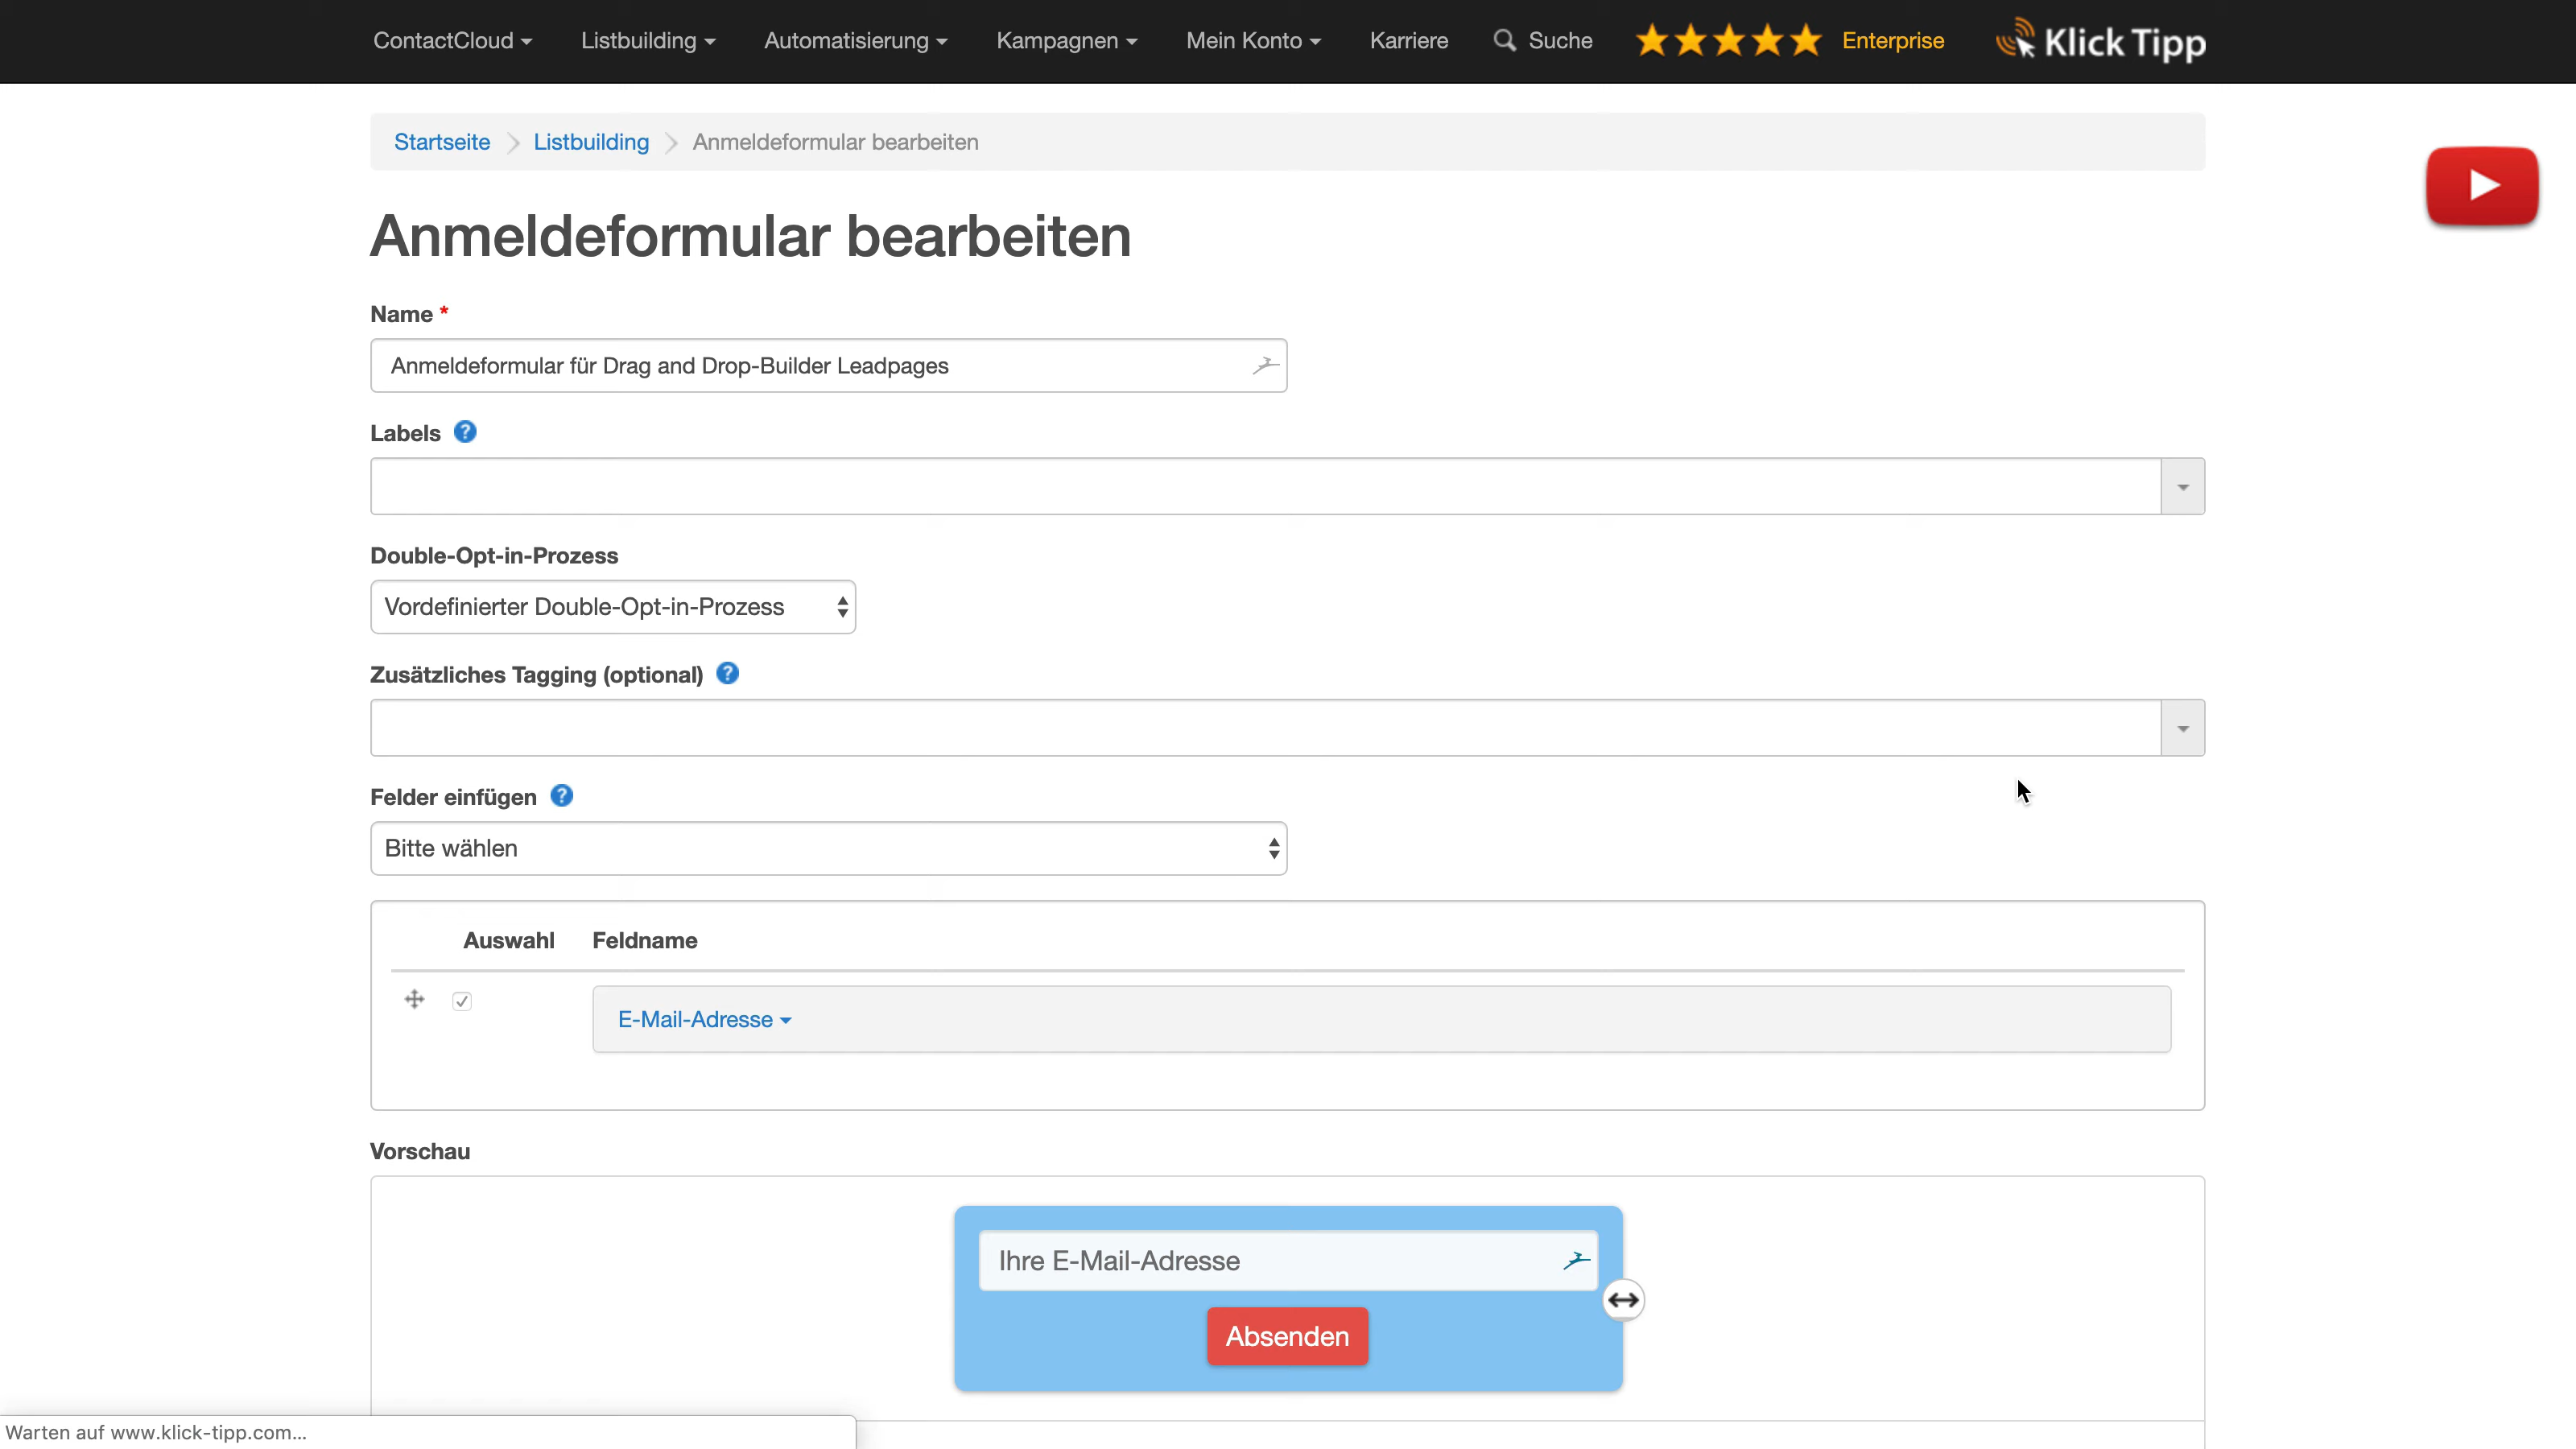 ContactCloud Listbuilding Automatisierung Kampagnen Mein Konto Karriere Suche Enterprise Klick Tipp
Startseite Listbuilding Anmeldeformular bearbeiten
Anmeldeformular bearbeiten
Name *
Anmeldeformular für Drag and Drop-Builder Leadpages
Labels ?
Double-Opt-in-Prozess
Vordefinierter Double-Opt-in-Prozess
Zusätzliches Tagging (optional) ?
Felder einfügen ?
Bitte wählen
Auswahl Feldname
E-Mail-Adresse
Vorschau
Ihre E-Mail-Adresse
Absenden
Warten auf www.klick-tipp.com...